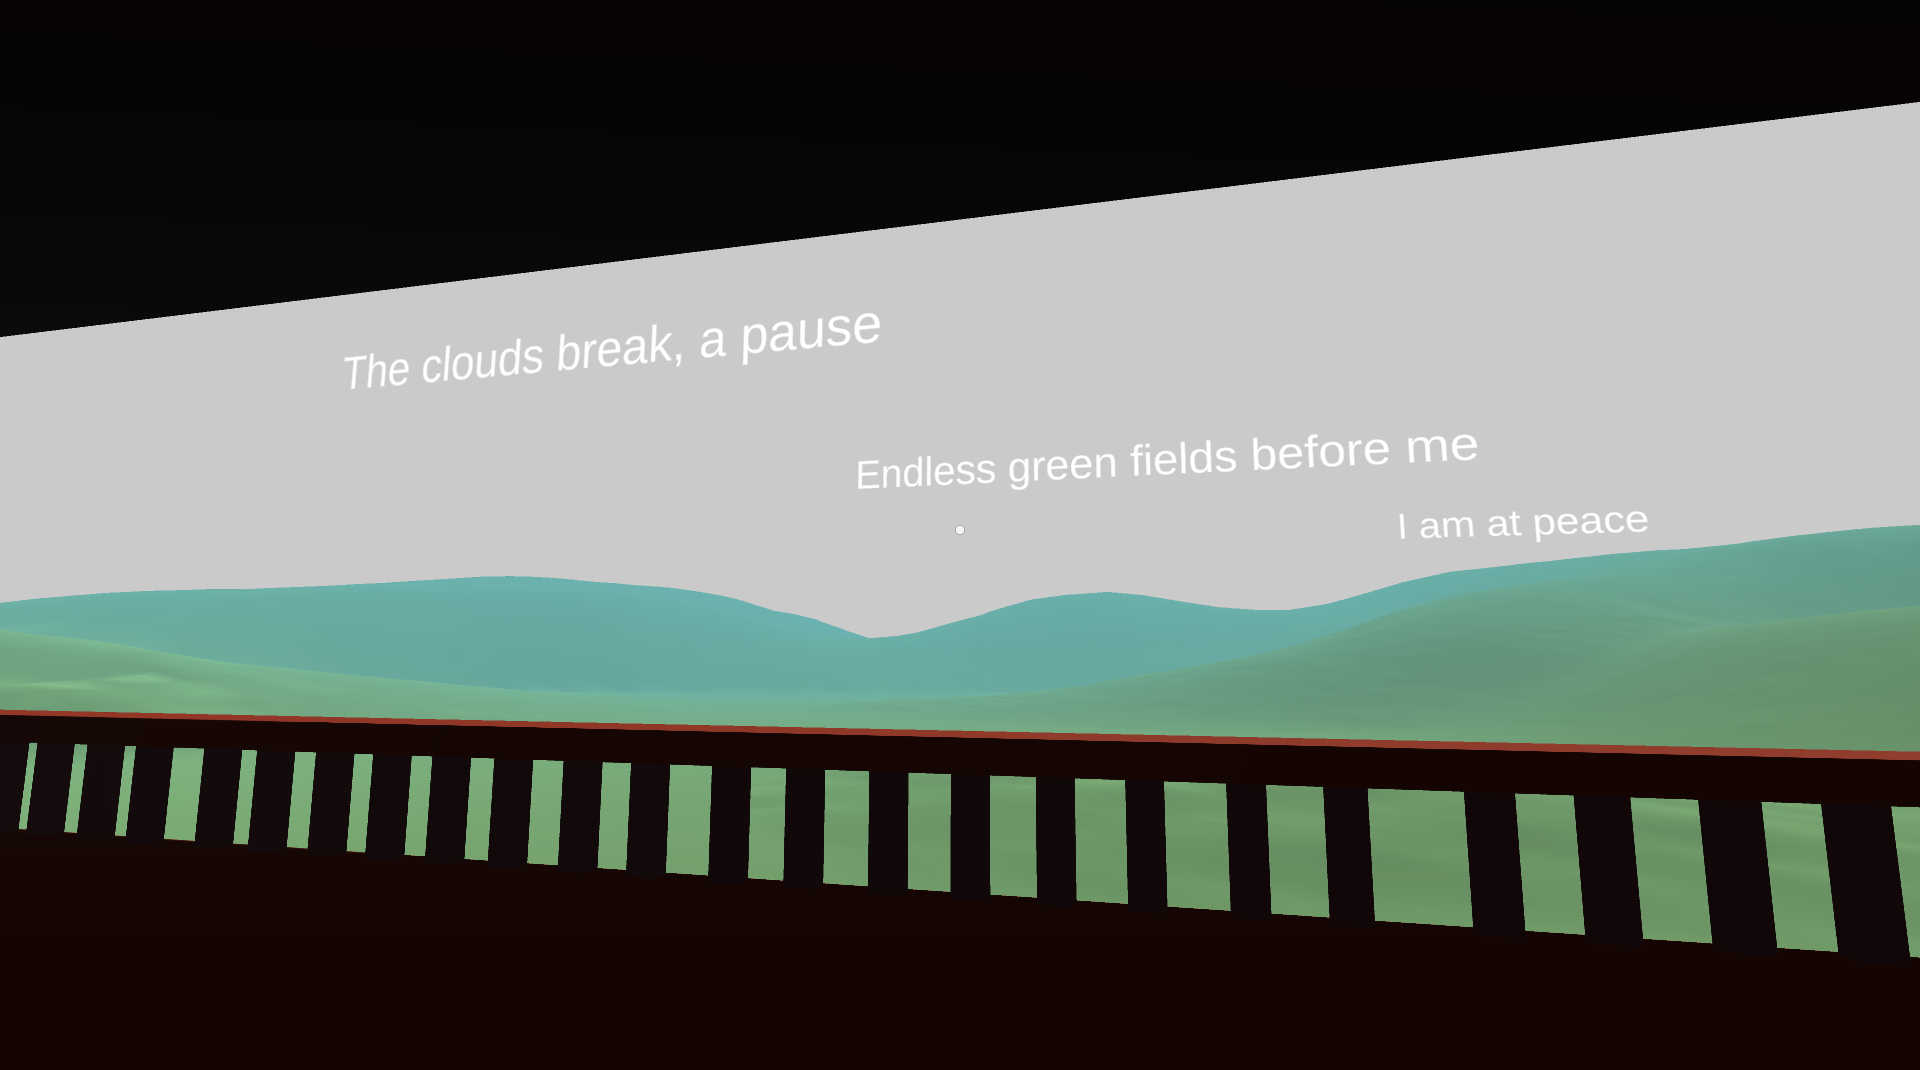 The clouds break, a pause
Endless green fields before me
I am at peace